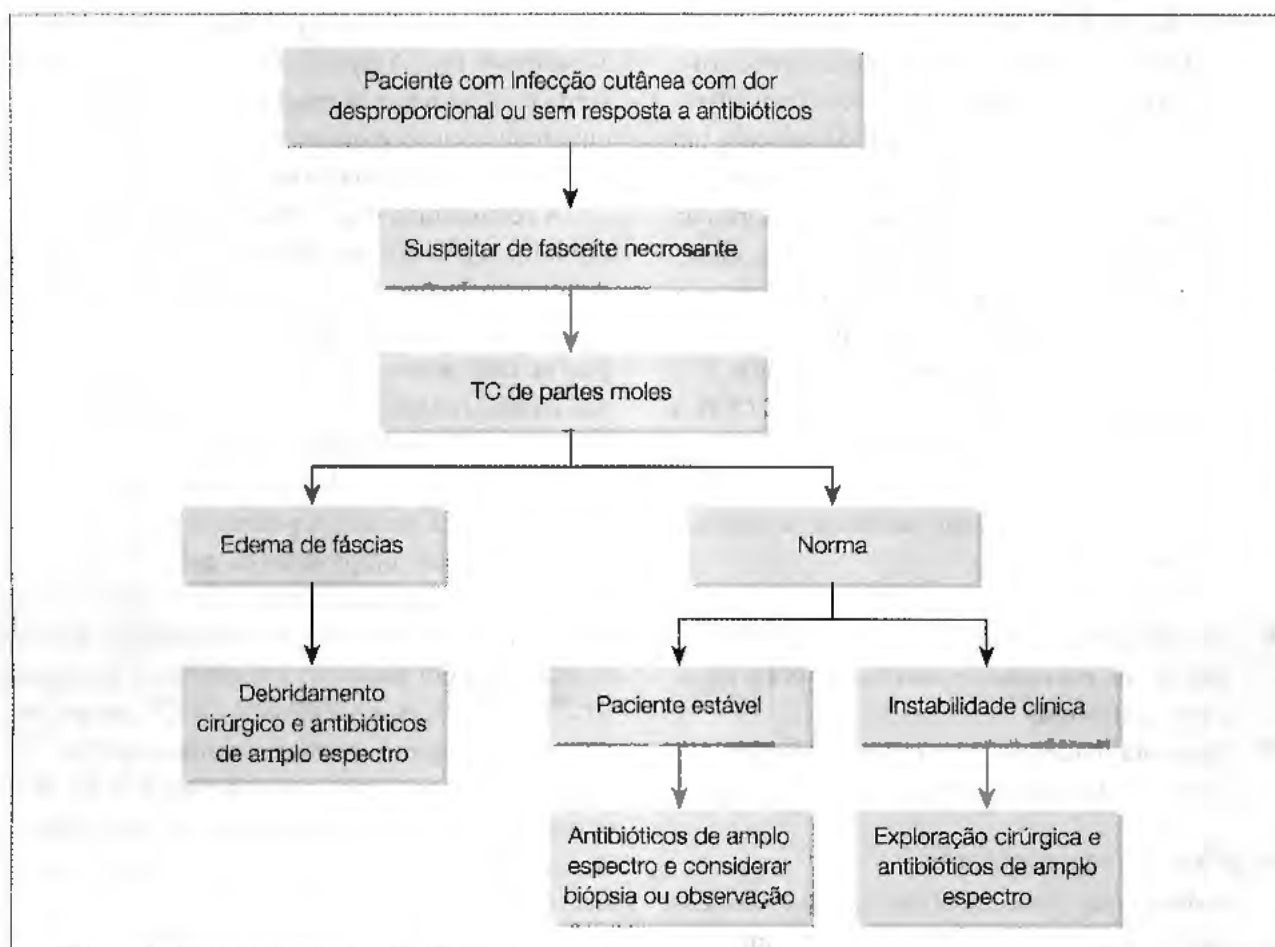 Paciente com infecção cutânea com dor
desproporcional ou sem resposta a antibióticos
Suspeitar de fasceíte necrosante
TC de partes moles
Edema de fáscias
Norma
Debridamento
cirúrgico e antibióticos
de amplo espectro
Paciente estável
Instabilidade clínica
Antibióticos de amplo
espectro e considerar
biópsia ou observação
Exploração cirúrgica e
antibióticos de amplo
espectro